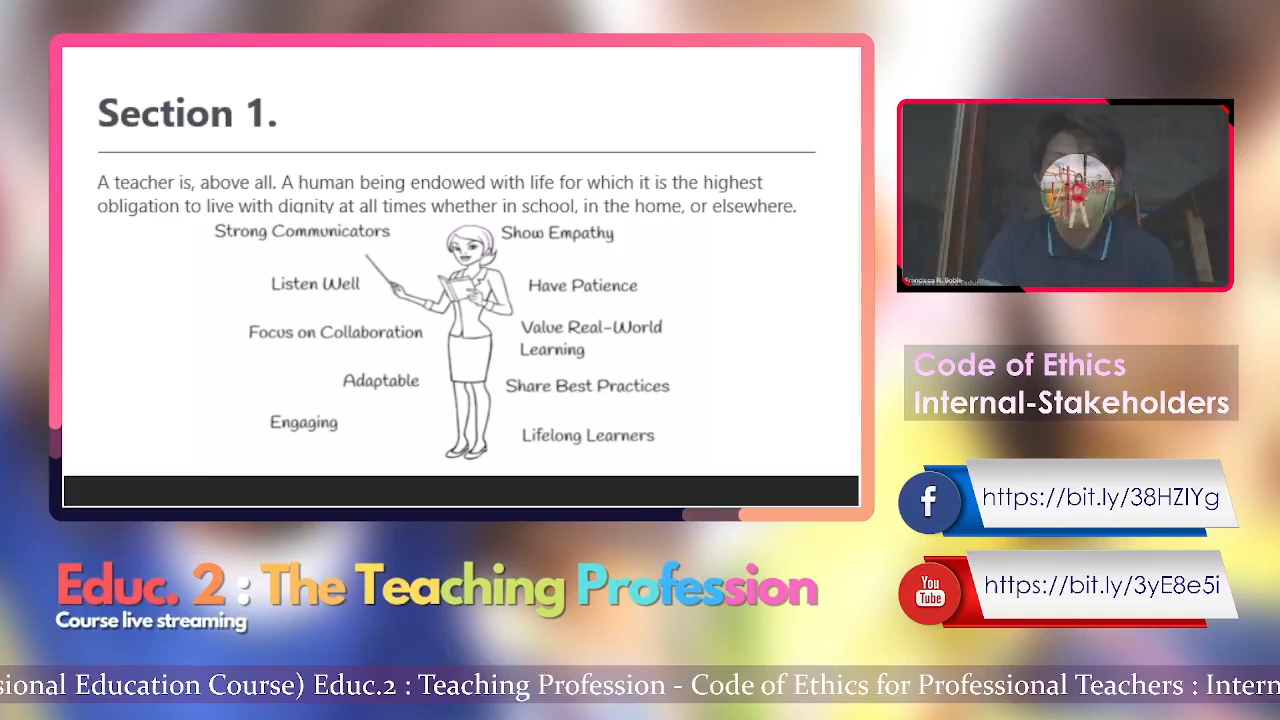 Section 1.
A teacher is, above all. A human being endowed with life for which it is the highest
obligation to live with dignity at all times whether in school, in the home, or elsewhere.
Strong Communicators
Show Empathy
Listen Well
Have Patience
Focus on Collaboration
Value Real-World
Learning
Adaptable
Share Best Practices
Engaging
Lifelong Learners
Code of Ethics
Internal-Stakeholders
f
https://bit.ly/38HZIYg
You
Tube
https://bit.ly/3yE8e5i
Educ. 2 : The Teaching Profession
Course live streaming
sional Education Course) Educ.2 : Teaching Profession - Code of Ethics for Professional Teachers : Intern